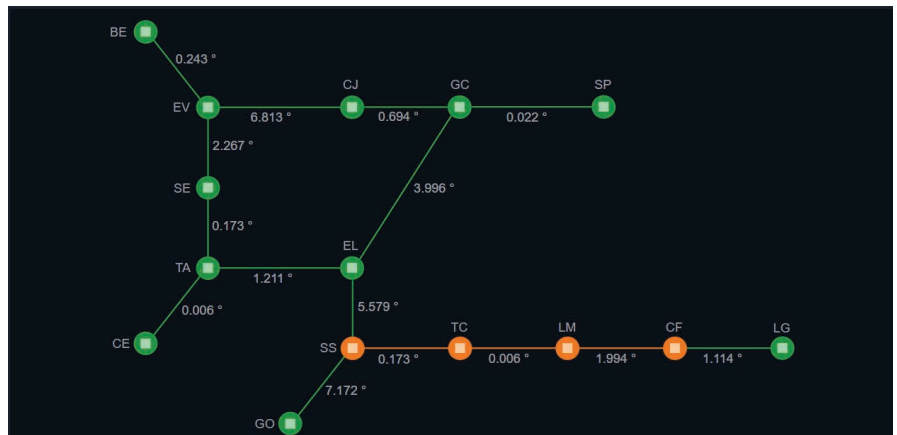 BE
0.243 °
CJ
GC
SP
EV
6.813 °
0.694 °
0.022 °
2.267 °
SE
3.996 °
0.173 °
EL
TA
1.211 °
0.006 °
5.579 °
TC
LM
CF
LG
CE
SS
0.173 °
0.006 °
1.994 °
1.114 °
7.172 °
GO